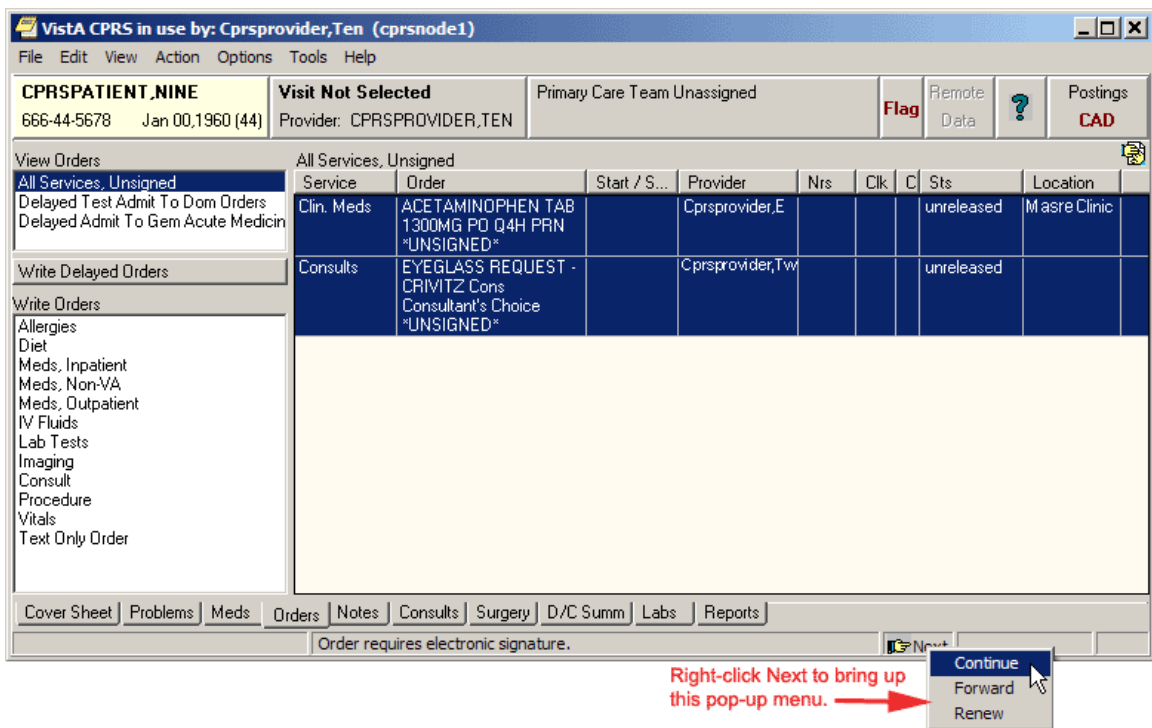 VistA CPRS in use by: Cprsprovider,Ten (cprsnode1)
File Edit View Action Options Tools Help
CPRSPATIENT,NINE
666-44-5678 Jan 00,1960 (44)
Visit Not Selected
Provider: CPRSPROVIDER,TEN
Primary Care Team Unassigned
Flag
Remote
Data
?
Postings
CAD
View Orders
All Services, Unsigned
Delayed Test Admit To Dom Orders
Delayed Admit To Gem Acute Medicin
Write Delayed Orders
Write Orders
Allergies
Diet
Meds, Inpatient
Meds, Non-VA
Meds, Outpatient
IV Fluids
Lab Tests
Imaging
Consult
Procedure
Vitals
Text Only Order
All Services, Unsigned
Service Order Start / S... Provider Nrs Clk C Sts Location
Clin. Meds ACETAMINOPHEN TAB Cprsprovider,E unreleased Masre Clinic
1300MG PO Q4H PRN
*UNSIGNED*
Consults EYEGLASS REQUEST - Cprsprovider,Tw unreleased
CRIVITZ Cons
Consultant's Choice
*UNSIGNED*
Cover Sheet Problems Meds Orders Notes Consults Surgery D/C Summ Labs Reports
Order requires electronic signature.
Next
Right-click Next to bring up
this pop-up menu.
Continue
Forward
Renew